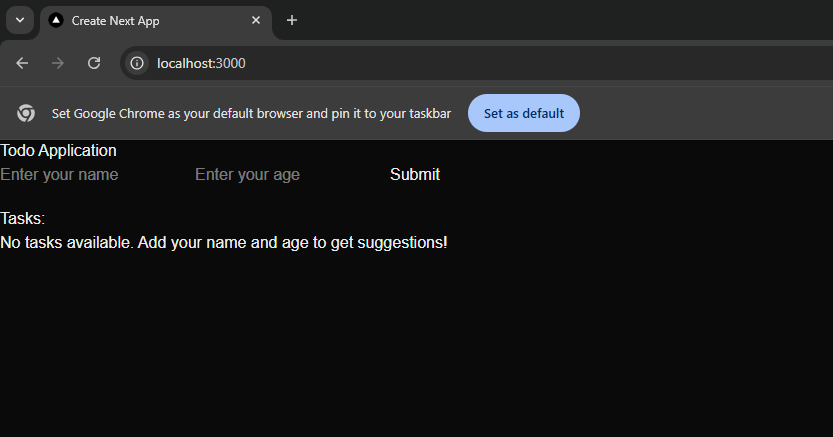 Create Next App
localhost:3000
Set Google Chrome as your default browser and pin it to your taskbar Set as default
Todo Application
Enter your name Enter your age Submit
Tasks:
No tasks available. Add your name and age to get suggestions!